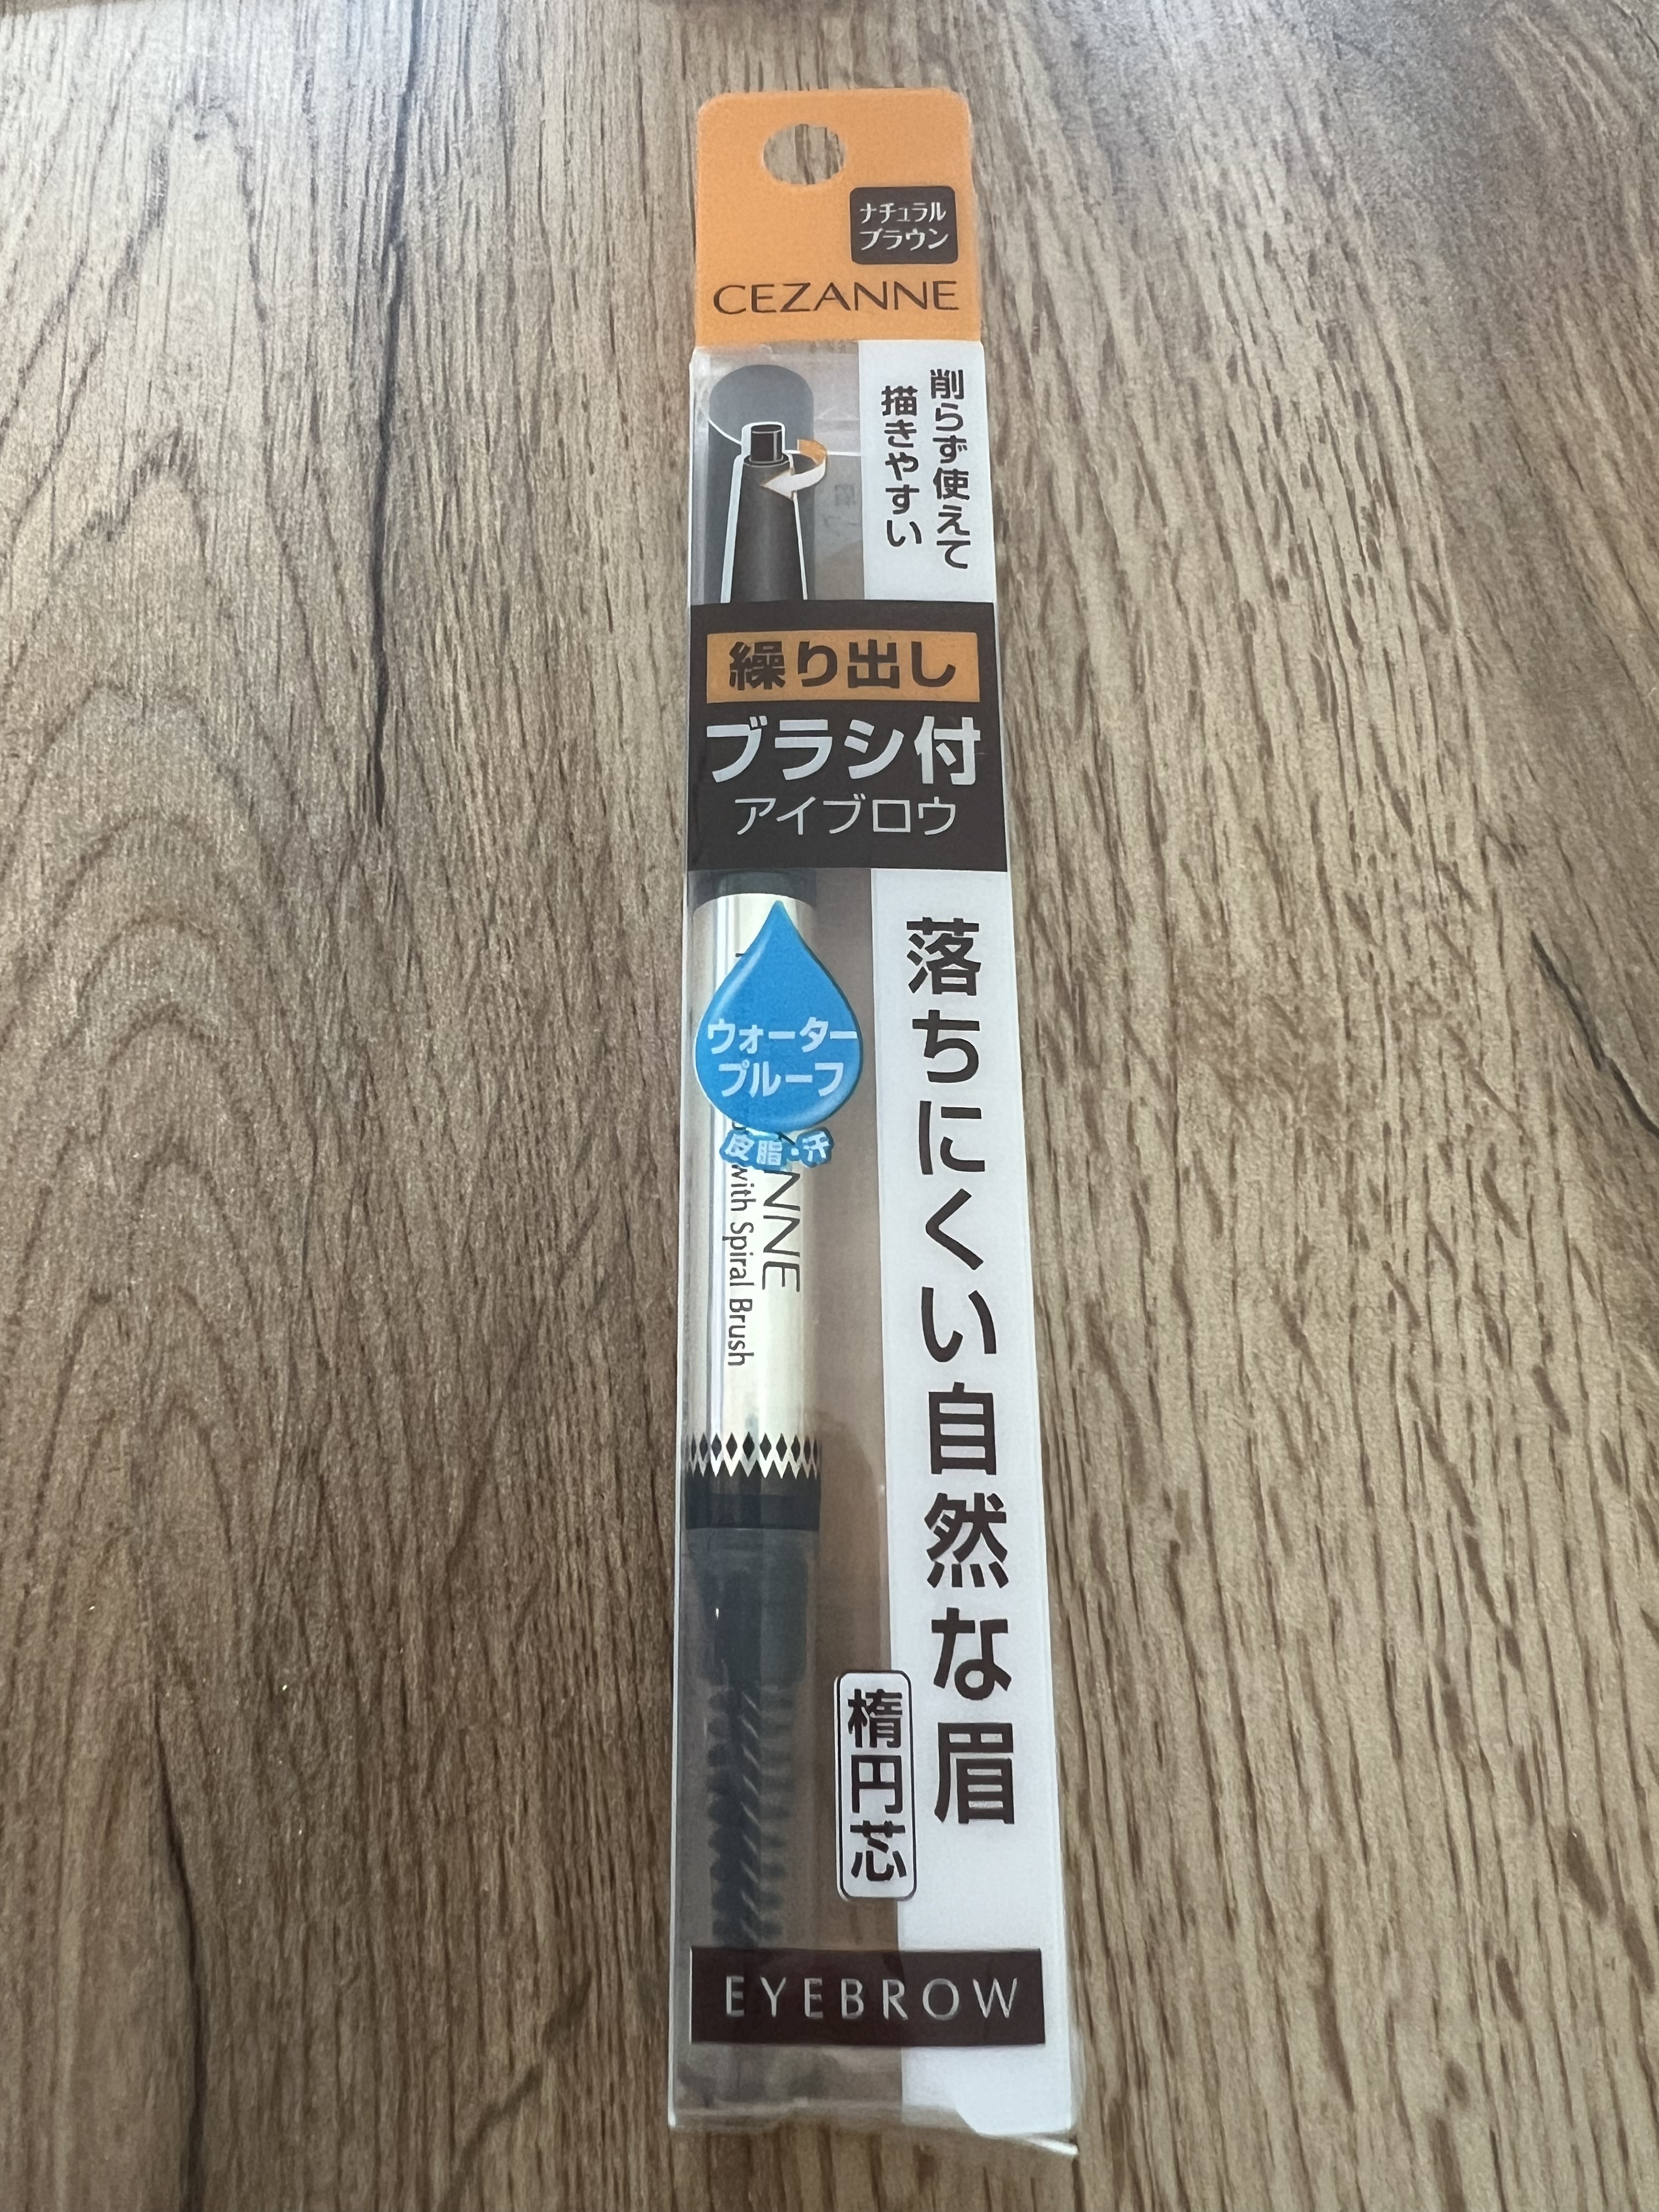 ナチュラル
ブラウン
CEZANNE
削らず使えて
描きやすい
繰り出し
ブラシ付
アイブロウ
ウォーター
プルーフ
皮脂・汗
落ちにくい自然な眉
楕円芯
with Spiral Brush
EYEBROW